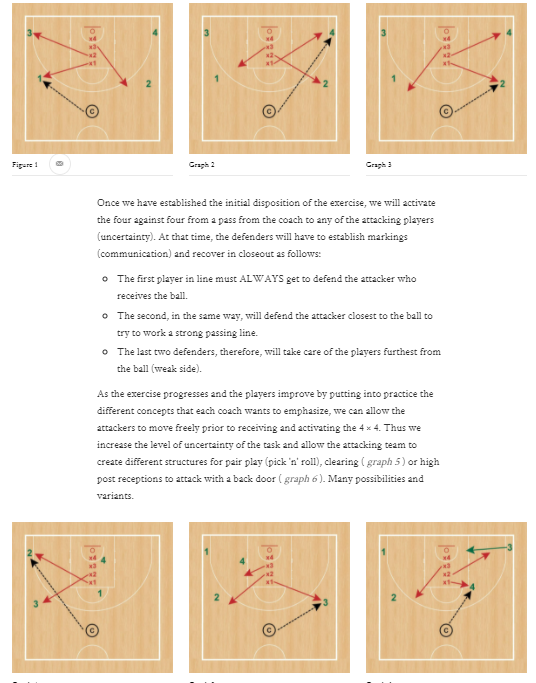 3
4
x4
x3
x2
x1
1
2
C
3
4
x4
x3
x2
x1
1
2
C
3
4
x4
x3
x2
x1
1
2
C
Figure 1
Graph 2
Graph 3
Once we have established the initial disposition of the exercise, we will activate
the four against four from a pass from the coach to any of the attacking players
(uncertainty). At that time, the defenders will have to establish markings
(communication) and recover in closeout as follows:
The first player in line must ALWAYS get to defend the attacker who
receives the ball.
The second, in the same way, will defend the attacker closest to the ball to
try to work a strong passing line.
The last two defenders, therefore, will take care of the players furthest from
the ball (weak side).
As the exercise progresses and the players improve by putting into practice the
different concepts that each coach wants to emphasize, we can allow the
attackers to move freely prior to receiving and activating the 4 × 4. Thus we
increase the level of uncertainty of the task and allow the attacking team to
create different structures for pair play (pick 'n' roll), clearing ( graph 5 ) or high
post receptions to attack with a back door ( graph 6 ). Many possibilities and
variants.
2
4
x4
x3
x2
x1
1
3
C
1
4
x4
x3
x2
x1
2
3
C
1
3
x4
x3
x2
x1
4
2
C